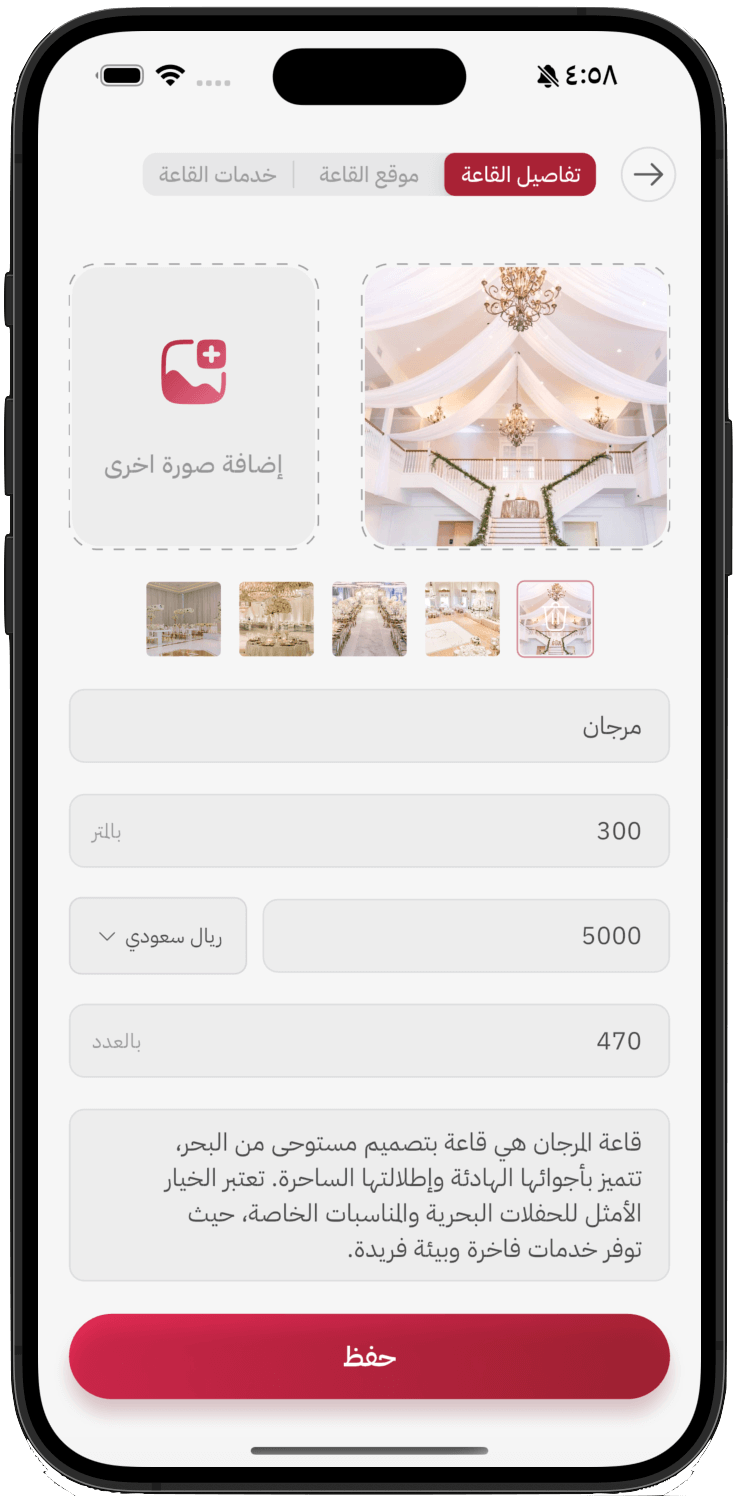 ٤:٥٨
تفاصيل القاعة
موقع القاعة
خدمات القاعة
إضافة صورة اخرى
مرجان
300
بالمتر
5000
ريال سعودي
470
بالعدد
قاعة المرجان هي قاعة بتصميم مستوحى من البحر،
تتميز بأجوائها الهادئة وإطلالتها الساحرة. تعتبر الخيار
الأمثل للحفلات البحرية والمناسبات الخاصة، حيث
توفر خدمات فاخرة وبيئة فريدة.
حفظ